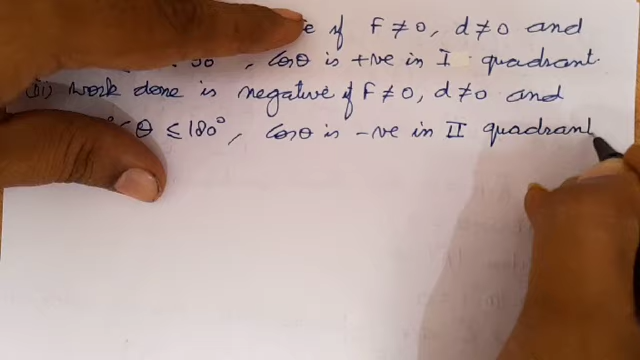 if F ≠ 0, d ≠ 0 and
, cosθ is +ve in I quadrant.
(ii) work done is negative if F ≠ 0, d ≠ 0 and
θ ≤ 180°, cosθ is -ve in II quadrant